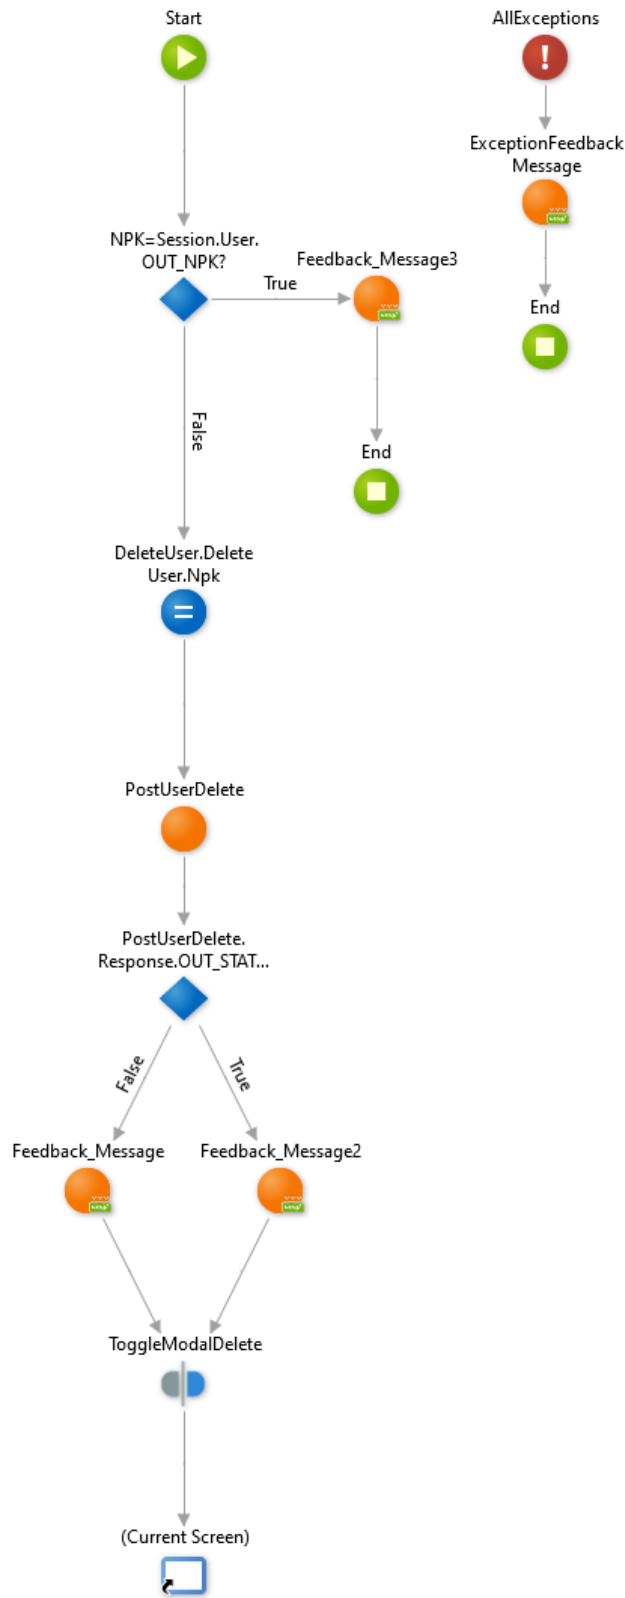 Start
AllExceptions
ExceptionFeedback
Message
NPK=Session.User.
OUT_NPK?
True
Feedback_Message3
End
False
End
DeleteUser.Delete
User.Npk
PostUserDelete
PostUserDelete.
Response.OUT_STAT...
False
True
Feedback_Message
Feedback_Message2
ToggleModalDelete
(Current Screen)